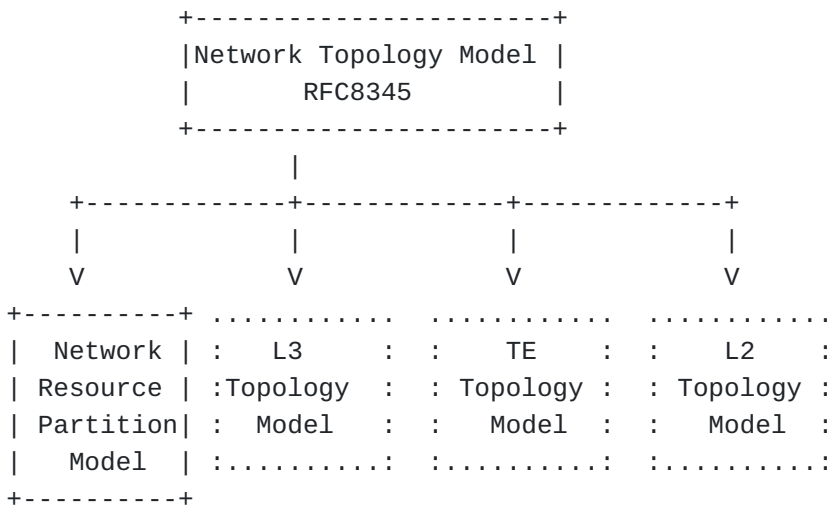 +-----------------------+
|Network Topology Model |
|       RFC8345         |
+-----------------------+
|
+-------------+-------------+-------------+
|             |             |             |
V             V             V             V
+----------+ ............  ............  ............
|  Network | :   L3     :  :    TE    :  :    L2    :
| Resource | :Topology  :  : Topology :  : Topology :
| Partition| :  Model   :  :   Model  :  :   Model  :
|   Model  | :..........:  :..........:  :..........:
+----------+